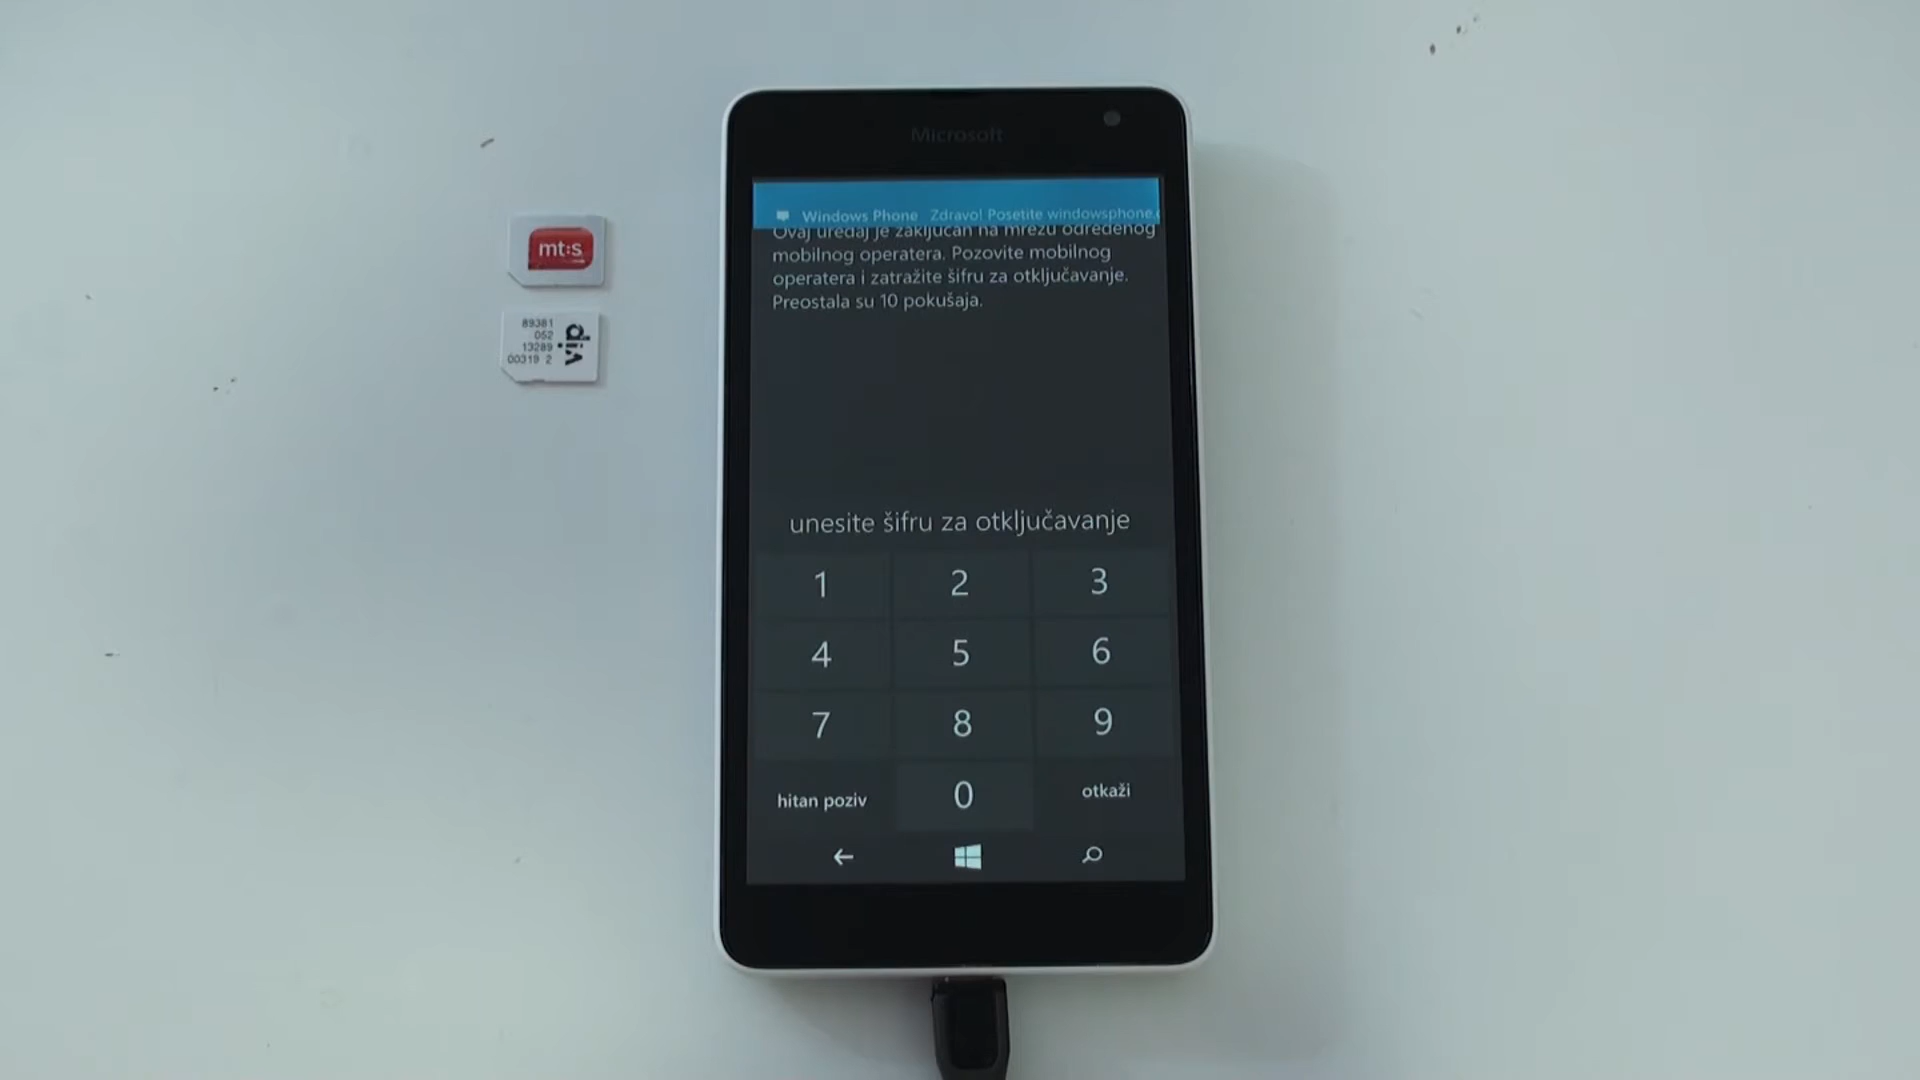 Microsoft
Windows Phone Zdravo! Posetite windowsphone.c
Ovaj uređaj je zaključan na mrežu određenog
mobilnog operatera. Pozovite mobilnog
operatera i zatražite šifru za otključavanje.
Preostala su 10 pokušaja.
mt:s
89381
052
13289
00319 2
vip
unesite šifru za otključavanje
1 2 3
4 5 6
7 8 9
hitan poziv 0 otkaži